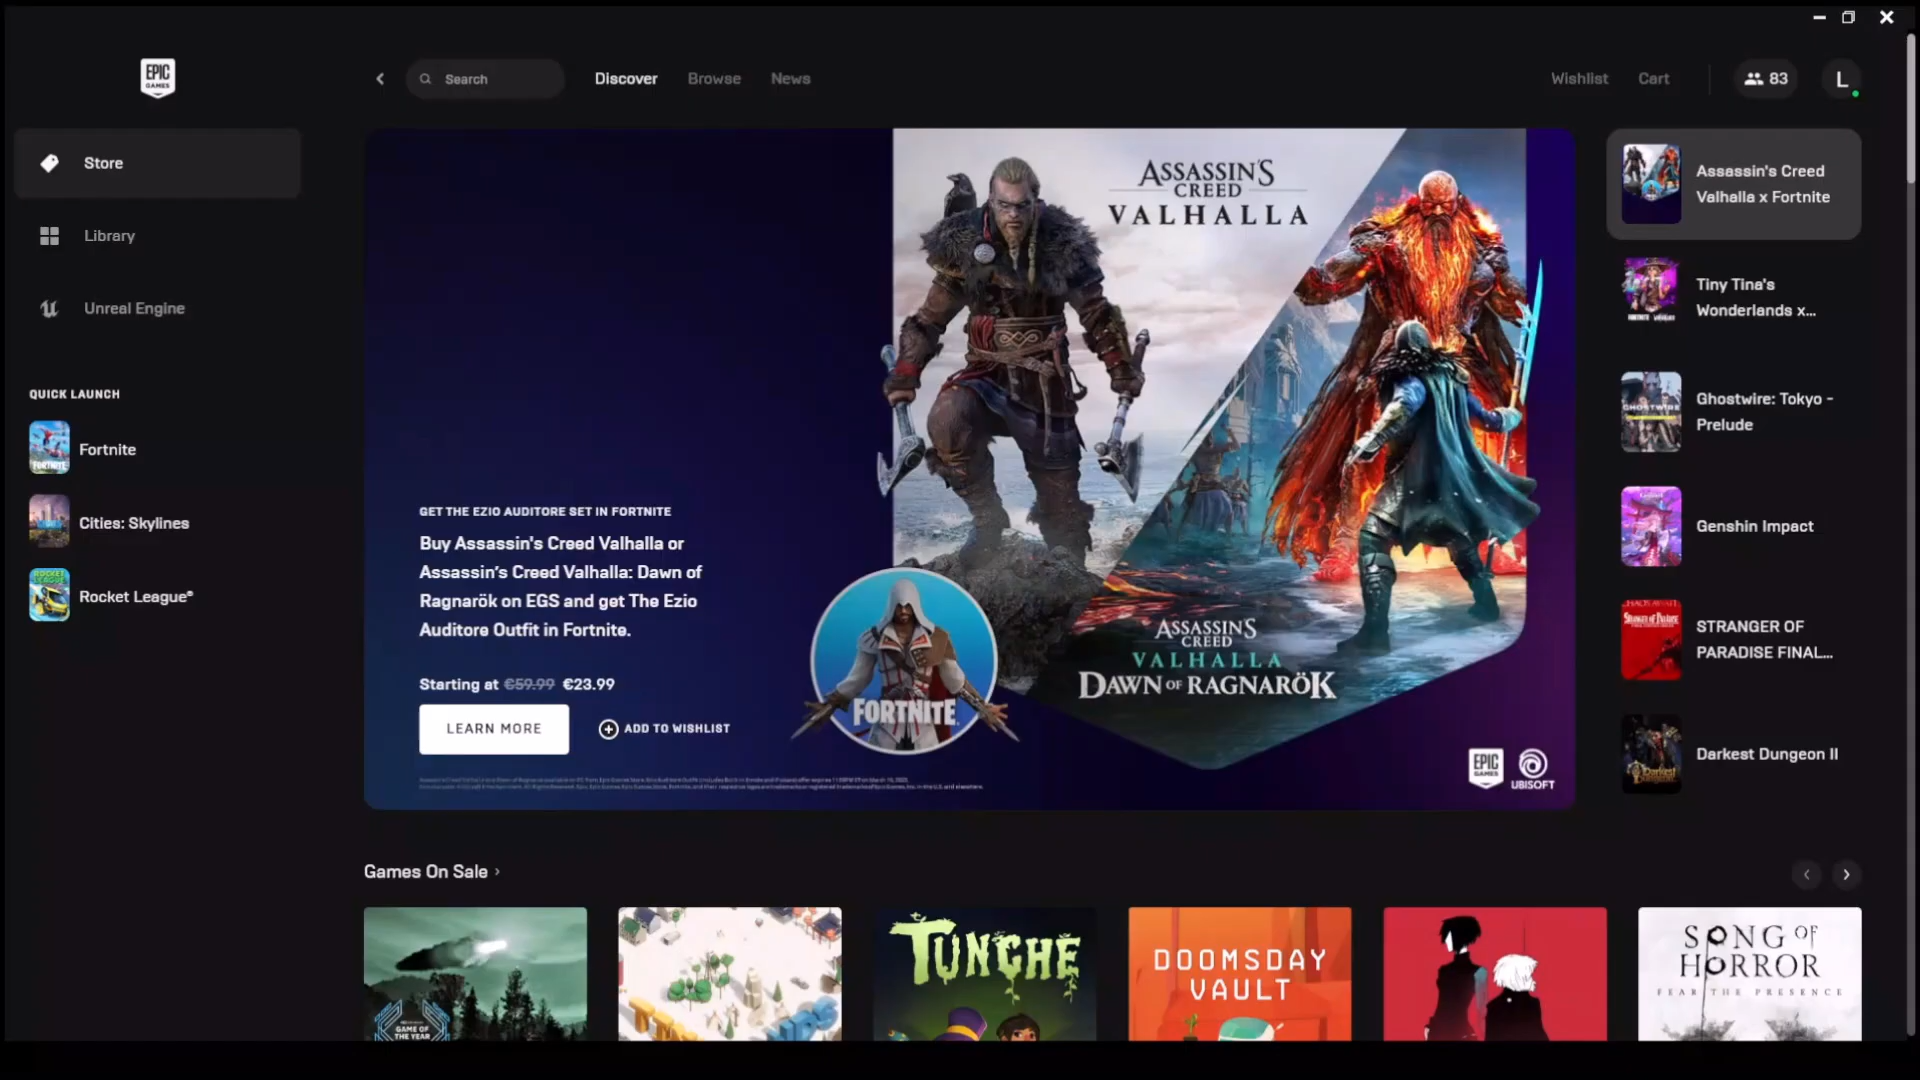 EPIC
GAMES
Search
Discover
Browse
News
Wishlist
Cart
83
L
Store
Library
Unreal Engine
QUICK LAUNCH
FORTNITE
Fortnite
Cities: Skylines
ROCKET
LEAGUE
Rocket League®
ASSASSIN'S
CREED
VALHALLA
GET THE EZIO AUDITORE SET IN FORTNITE
Buy Assassin's Creed Valhalla or
Assassin's Creed Valhalla: Dawn of
Ragnarök on EGS and get The Ezio
Auditore Outfit in Fortnite.
Starting at €59.99 €23.99
LEARN MORE
ADD TO WISHLIST
FORTNITE
ASSASSIN'S
CREED
VALHALLA
DAWN OF RAGNARÖK
EPIC
GAMES
UBISOFT
Assassin's Creed
Valhalla x Fortnite
Tiny Tina's
Wonderlands x...
GHOSTWIRE
Ghostwire: Tokyo -
Prelude
Genshin Impact
STRANGER OF
PARADISE FINAL...
Darkest Dungeon II
Games On Sale
GAME OF
THE YEAR
TUNCHE
DOOMSDAY
VAULT
SONG OF
HORROR
FEAR THE PRESENCE